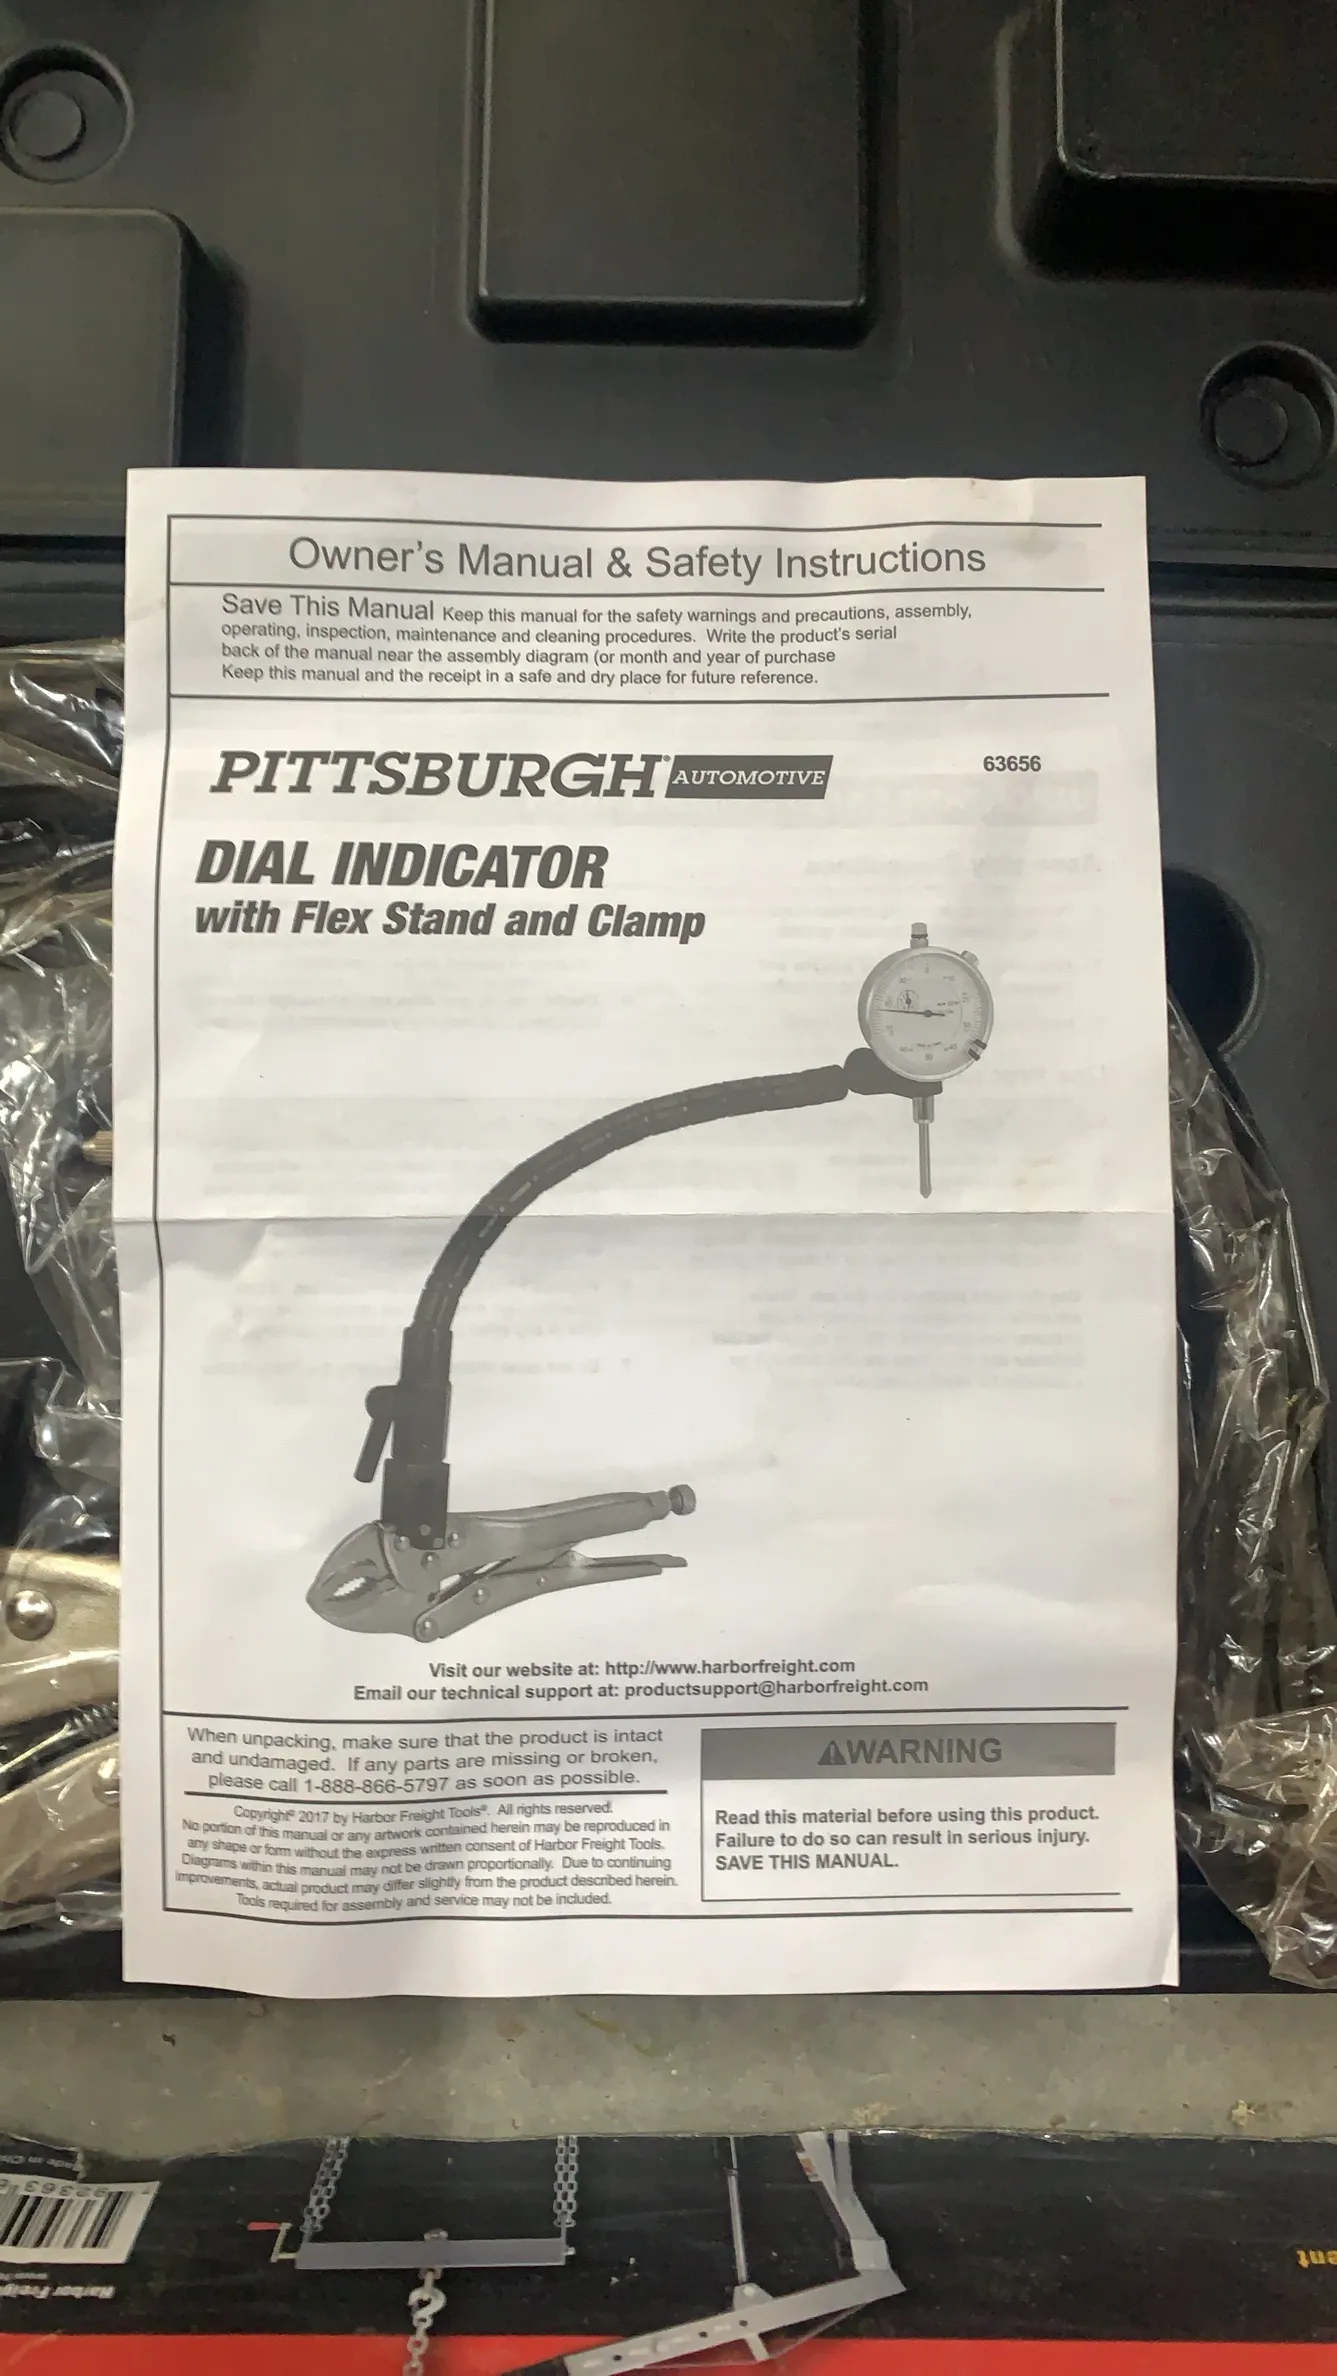 Owner's Manual & Safety Instructions
Save This Manual Keep this manual for the safety warnings and precautions, assembly,
operating, inspection, maintenance and cleaning procedures. Write the product's serial
back of the manual near the assembly diagram (or month and year of purchase
Keep this manual and the receipt in a safe and dry place for future reference.
PITTSBURGH® AUTOMOTIVE
63656
DIAL INDICATOR
with Flex Stand and Clamp
Visit our website at: http://www.harborfreight.com
Email our technical support at: productsupport@harborfreight.com
When unpacking, make sure that the product is intact
and undamaged. If any parts are missing or broken,
please call 1-888-866-5797 as soon as possible.
Copyright® 2017 by Harbor Freight Tools®. All rights reserved.
No portion of this manual or any artwork contained herein may be reproduced in
any shape or form without the express written consent of Harbor Freight Tools.
Diagrams within this manual may not be drawn proportionally. Due to continuing
improvements, actual product may differ slightly from the product described herein.
Tools required for assembly and service may not be included.
⚠WARNING
Read this material before using this product.
Failure to do so can result in serious injury.
SAVE THIS MANUAL.